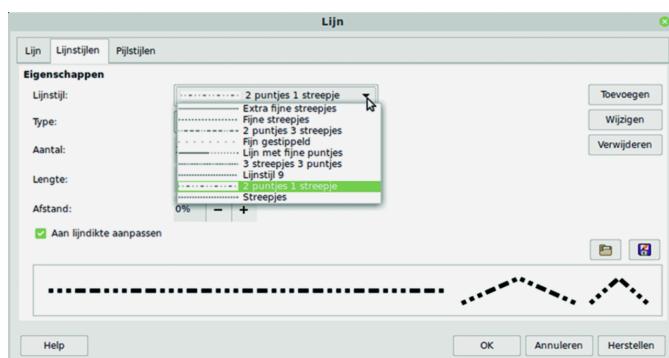 Lijn
Lijn Lijnstijlen Pijlstijlen
Eigenschappen
Lijnstijl: 2 puntjes 1 streepje Toevoegen
Extra fijne streepjes
Type: Fijne streepjes Wijzigen
2 puntjes 3 streepjes
Fijn gestippeld
Aantal: Lijn met fijne puntjes Verwijderen
3 streepjes 3 puntjes
Lengte: Lijnstijl 9
2 puntjes 1 streepje
Streepjes
Afstand: 0% − +
Aan lijndikte aanpassen
Help OK Annuleren Herstellen